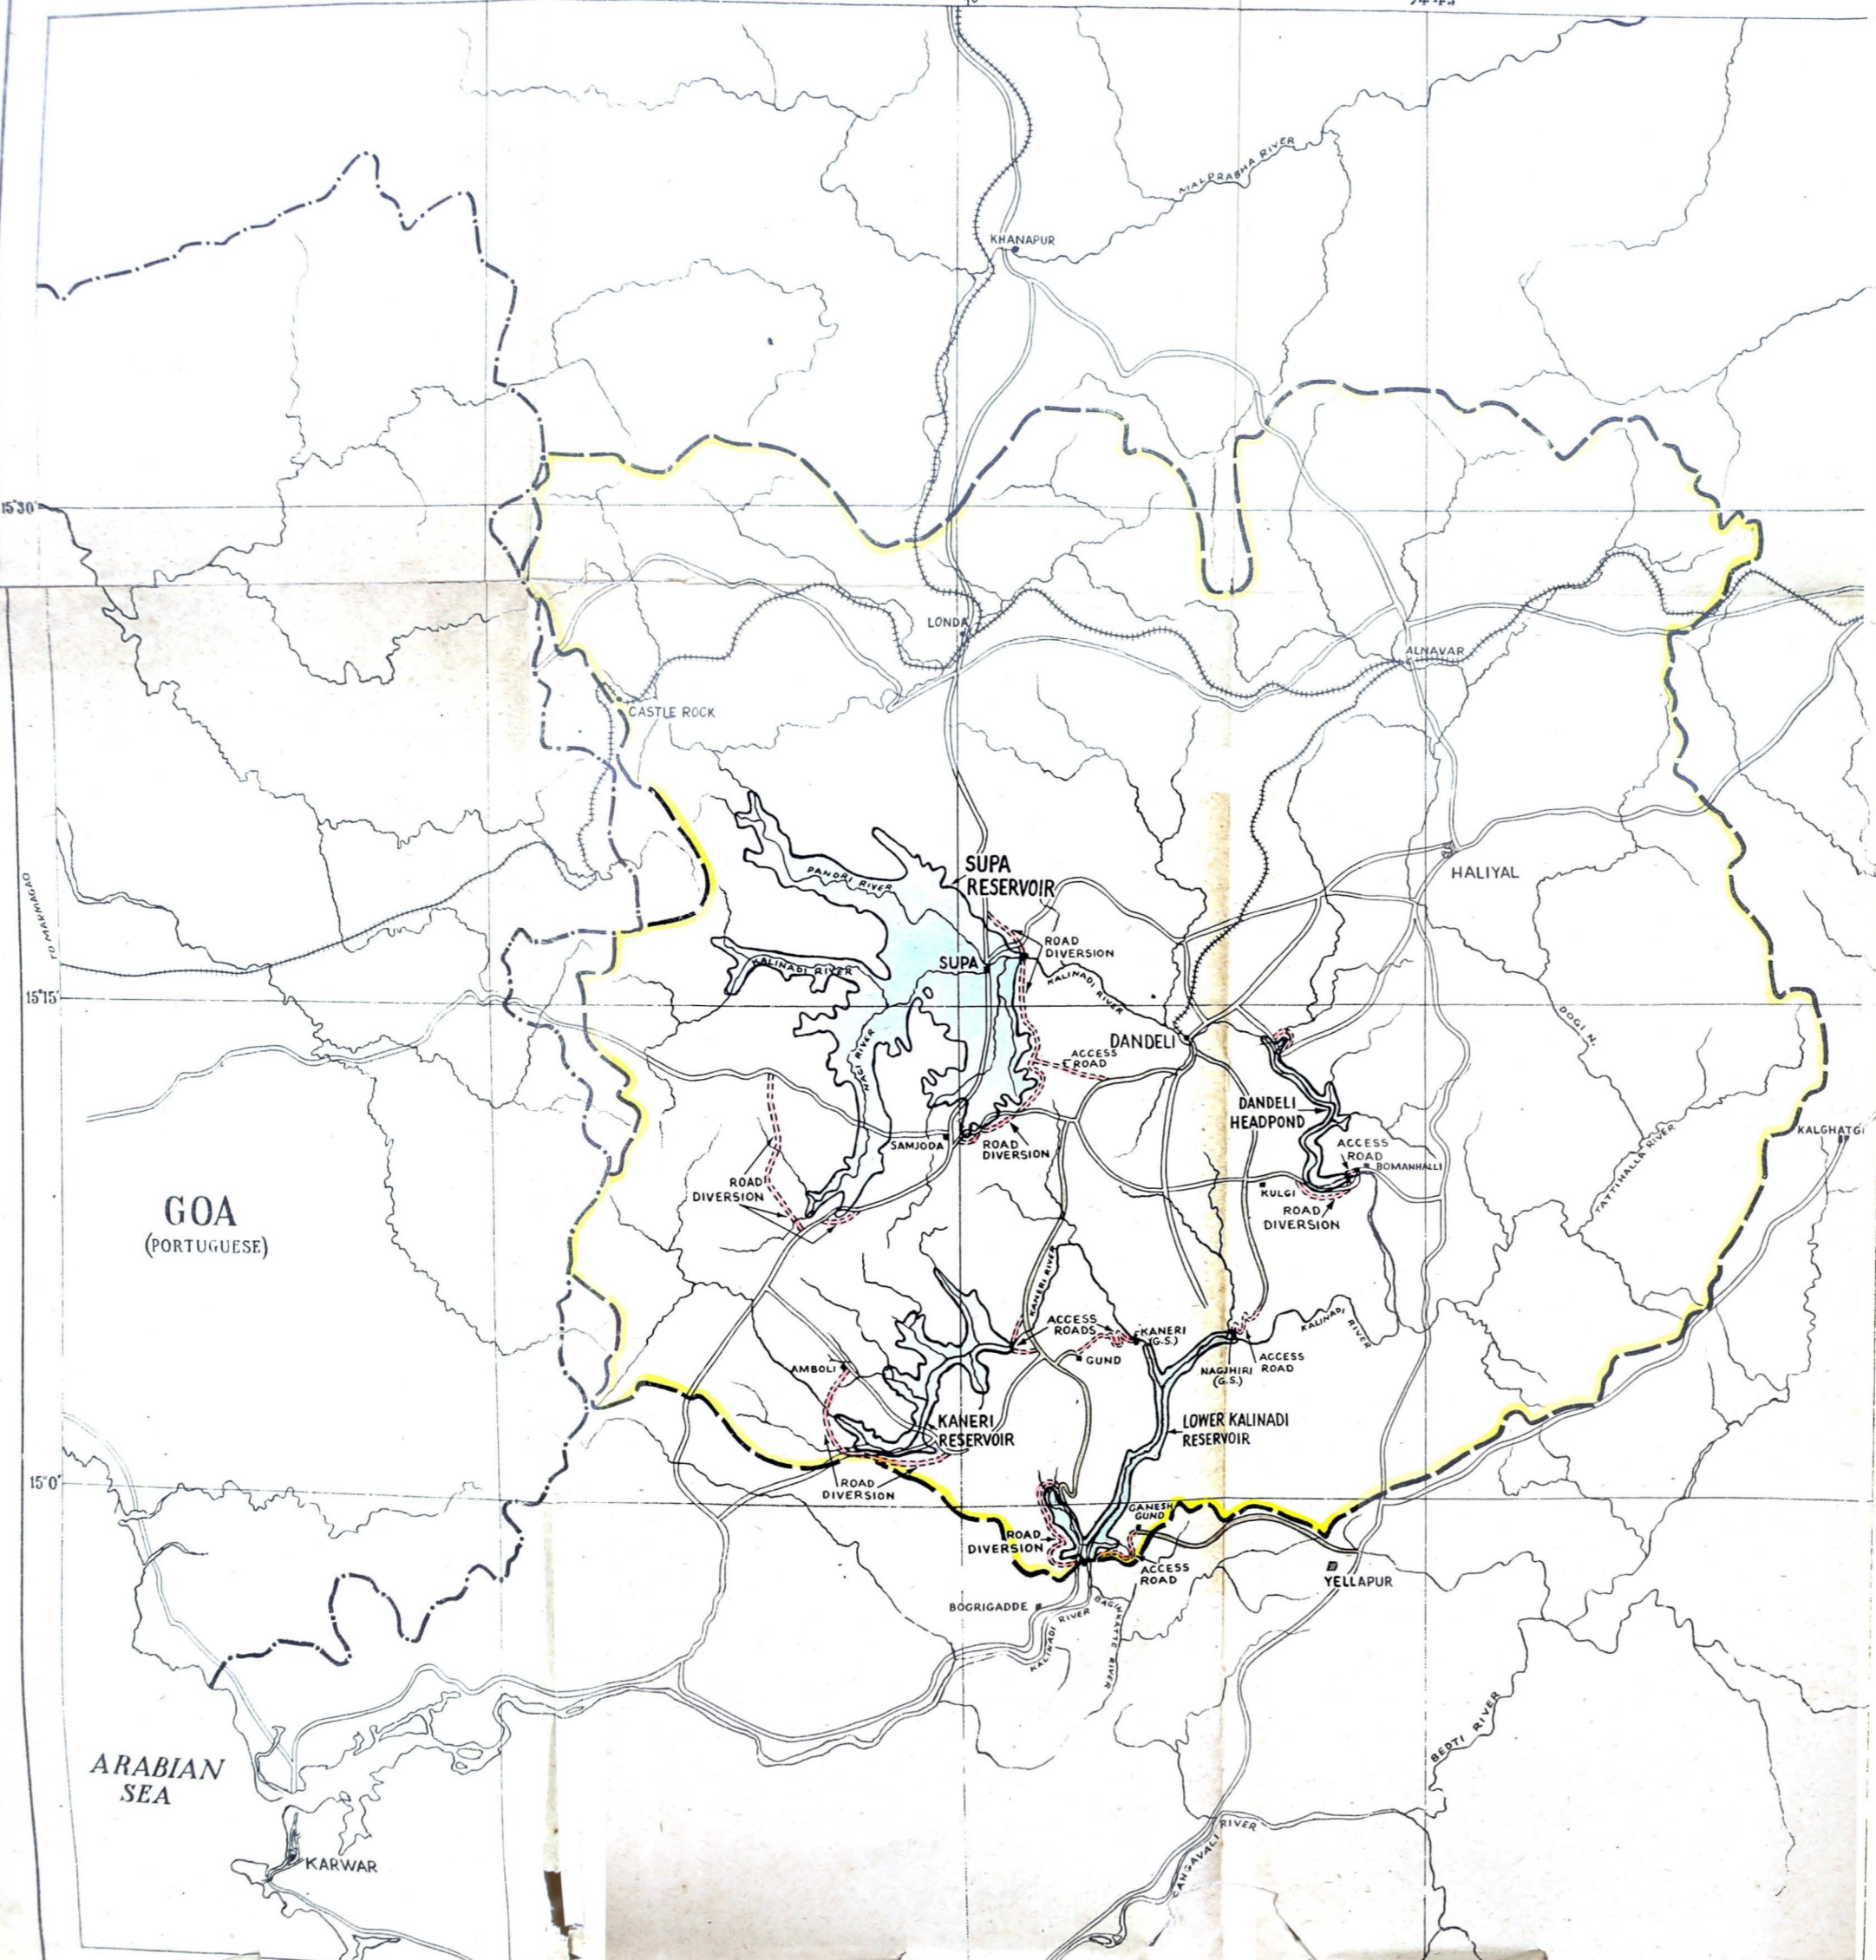 74°45'
MALPRABHA RIVER
KHANAPUR
15°30'
LONDA
ALNAVAR
CASTLE ROCK
TO MARMAGAO
SUPA
RESERVOIR
PANDRI RIVER
HALIYAL
ROAD
DIVERSION
SUPA
KALINADI RIVER
KALINADI RIVER
15°15'
NAGI RIVER
DANDELI
DOGI N.
ACCESS
ROAD
DANDELI
HEADPOND
KALGHATGI
SAMJODA
ROAD
DIVERSION
ACCESS
ROAD
BOMANHALLI
TATTIHALLA RIVER
ROAD
DIVERSION
KULGI
ROAD
DIVERSION
GOA
(PORTUGUESE)
KANERI RIVER
ACCESS
ROADS
KANERI
(G.S.)
KALINADI
RIVER
GUND
AMBOLI
NAGJHIRI
(G.S.)
ACCESS
ROAD
KANERI
RESERVOIR
LOWER KALINADI
RESERVOIR
15°0'
ROAD
DIVERSION
GANESH
GUND
ROAD
DIVERSION
ACCESS
ROAD
YELLAPUR
BOGRIGADDE
KALINADI RIVER
RIVER
BEDTI RIVER
ARABIAN
SEA
GANGAVALI RIVER
KARWAR